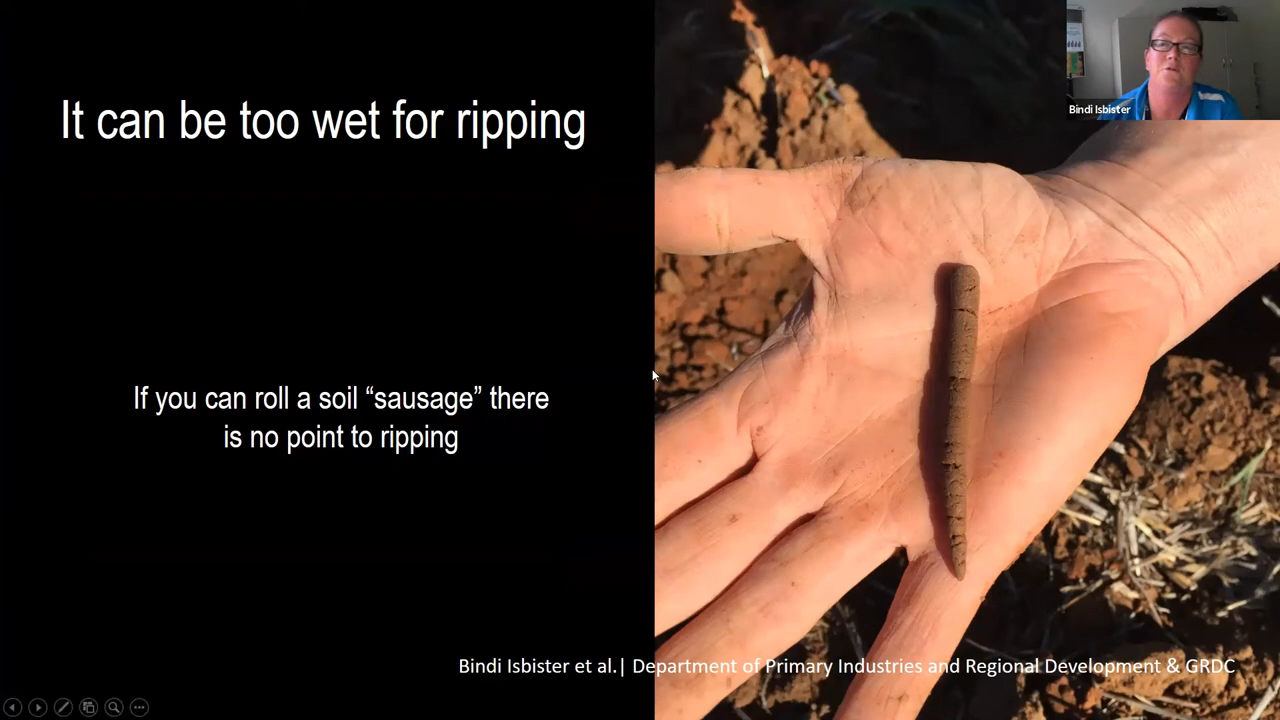 It can be too wet for ripping
Bindi Isbister
If you can roll a soil “sausage” there
is no point to ripping
Bindi Isbister et al.| Department of Primary Industries and Regional Development & GRDC